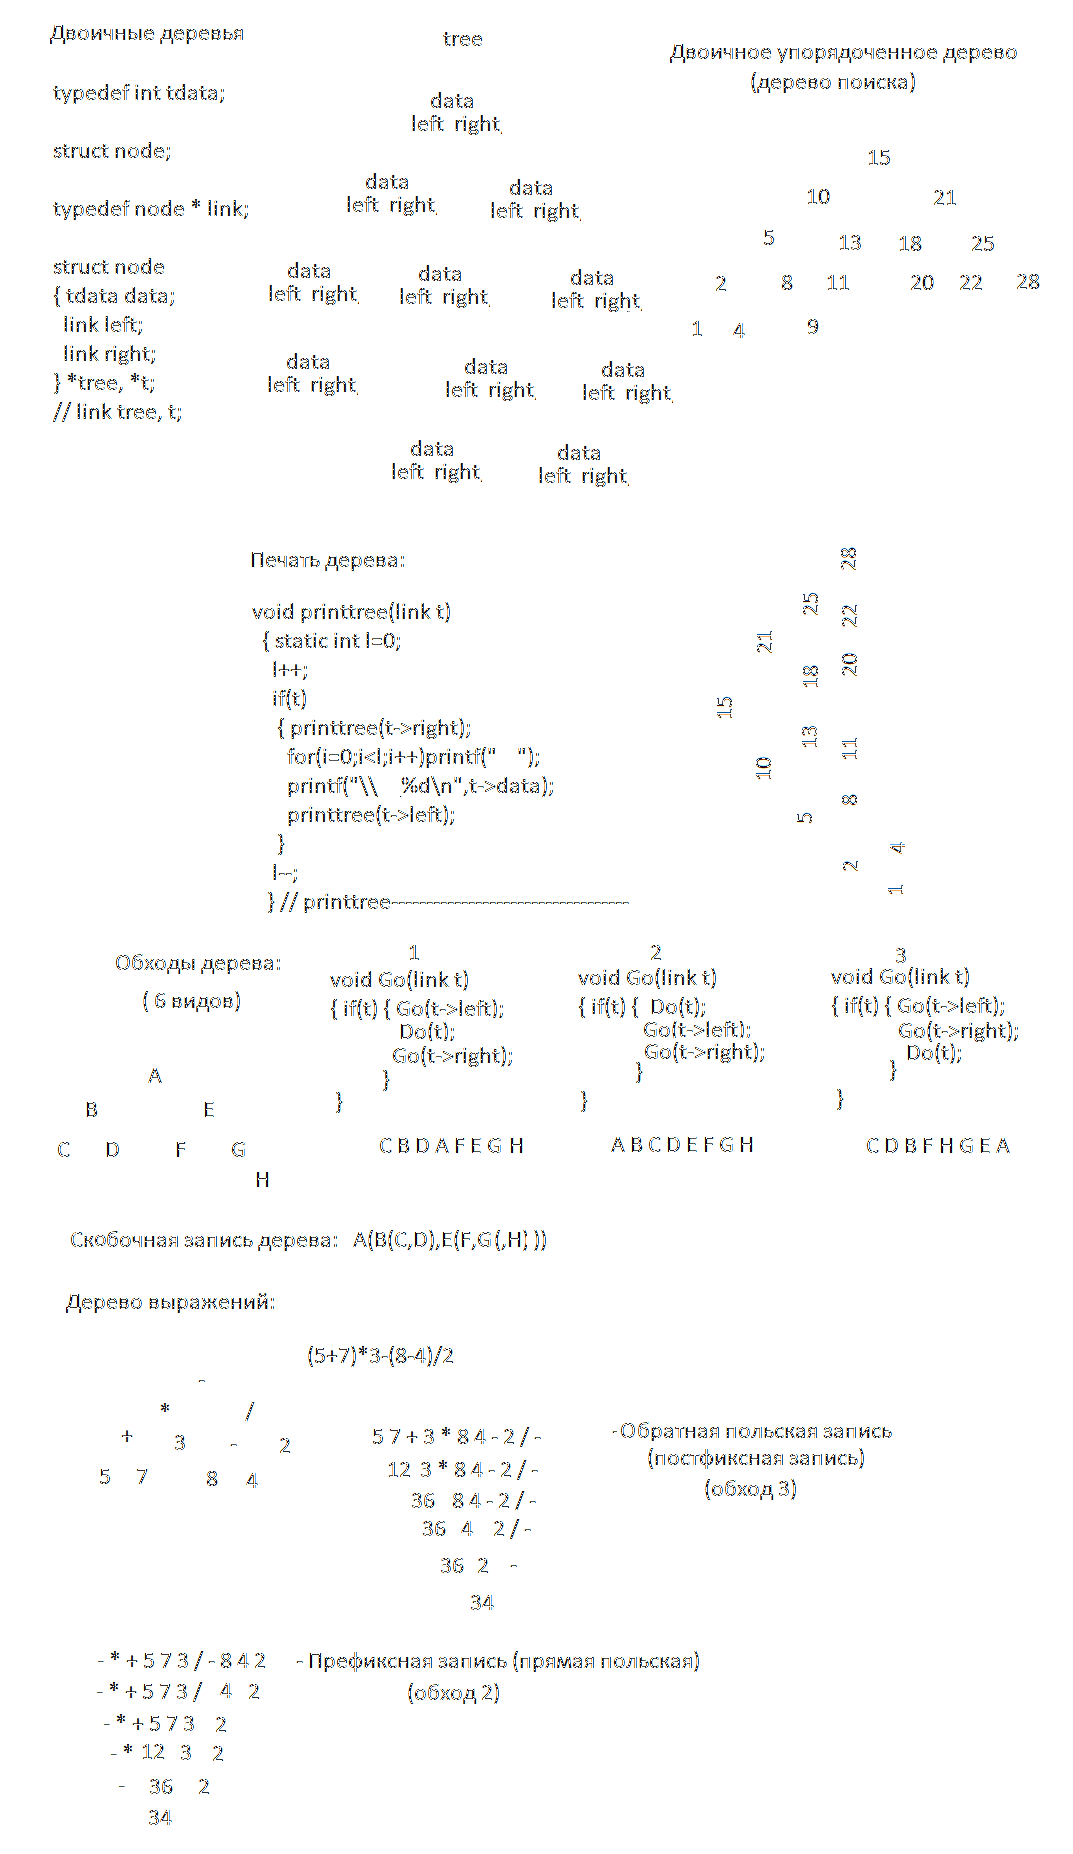 Двоичные деревья
typedef int tdata;
struct node;
typedef node * link;
struct node
{ tdata data;
link left;
link right;
} *tree, *t;
// link tree, t;
tree
data
left right
data data
left right left right
data data data
left right left right left right
data data data
left right left right left right
data data
left right left right
Двоичное упорядоченное дерево
(дерево поиска)
15
10 21
5 13 18 25
2 8 11 20 22 28
1 4 9
Печать дерева:
void printtree(link t)
{ static int l=0;
l++;
if(t)
{ printtree(t->right);
for(i=0;i<l;i++)printf("    ");
printf("\\    %d\n",t->data);
printtree(t->left);
}
l--;
} // printtree----------------------------------
28
25
22
21
20
18
15
13
11
10
8
5
4
2
1
Обходы дерева:
( 6 видов)
A
B E
C D F G
H
1
void Go(link t)
{ if(t) { Go(t->left);
Do(t);
Go(t->right);
}
}
C B D A F E G H
2
void Go(link t)
{ if(t) { Do(t);
Go(t->left);
Go(t->right);
}
}
A B C D E F G H
3
void Go(link t)
{ if(t) { Go(t->left);
Go(t->right);
Do(t);
}
}
C D B F H G E A
Скобочная запись дерева: A(B(C,D),E(F,G(,H) ))
Дерево выражений:
(5+7)*3-(8-4)/2
-
* /
+ 3 - 2
5 7 8 4
5 7 + 3 * 8 4 - 2 / -
12 3 * 8 4 - 2 / -
36 8 4 - 2 / -
36 4 2 / -
36 2 -
34
- Обратная польская запись
(постфиксная запись)
(обход 3)
- * + 5 7 3 / - 8 4 2 - Префиксная запись (прямая польская)
- * + 5 7 3 / 4 2 (обход 2)
- * + 5 7 3 2
- * 12 3 2
- 36 2
34